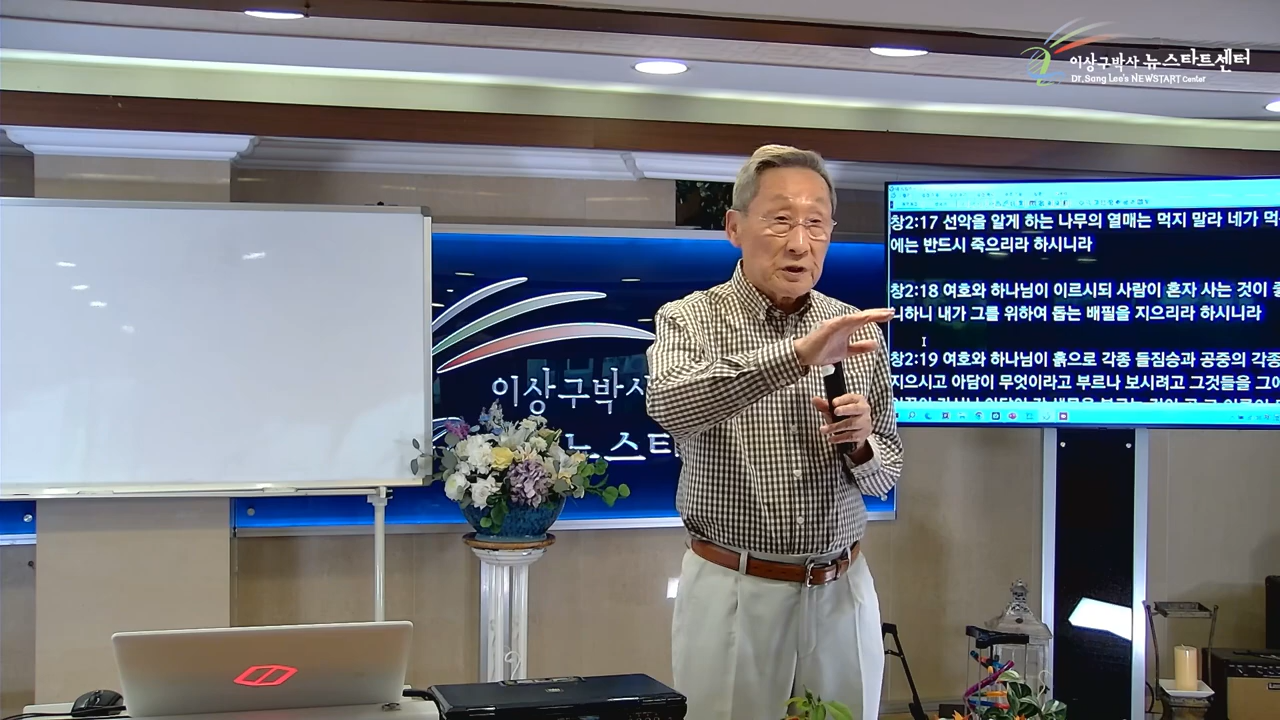 이상구박사 뉴스타트센터
Dr. Sang Lee's NEWSTART Center
창2:17 선악을 알게 하는 나무의 열매는 먹지 말라 네가 먹
에는 반드시 죽으리라 하시니라
창2:18 여호와 하나님이 이르시되 사람이 혼자 사는 것이
니하니 내가 그를 위하여 돕는 배필을 지으리라 하시니라
창2:19 여호와 하나님이 흙으로 각종 들짐승과 공중의 각종
지으시고 아담이 무엇이라고 부르나 보시려고 그것들을
이상구박사
뉴스타